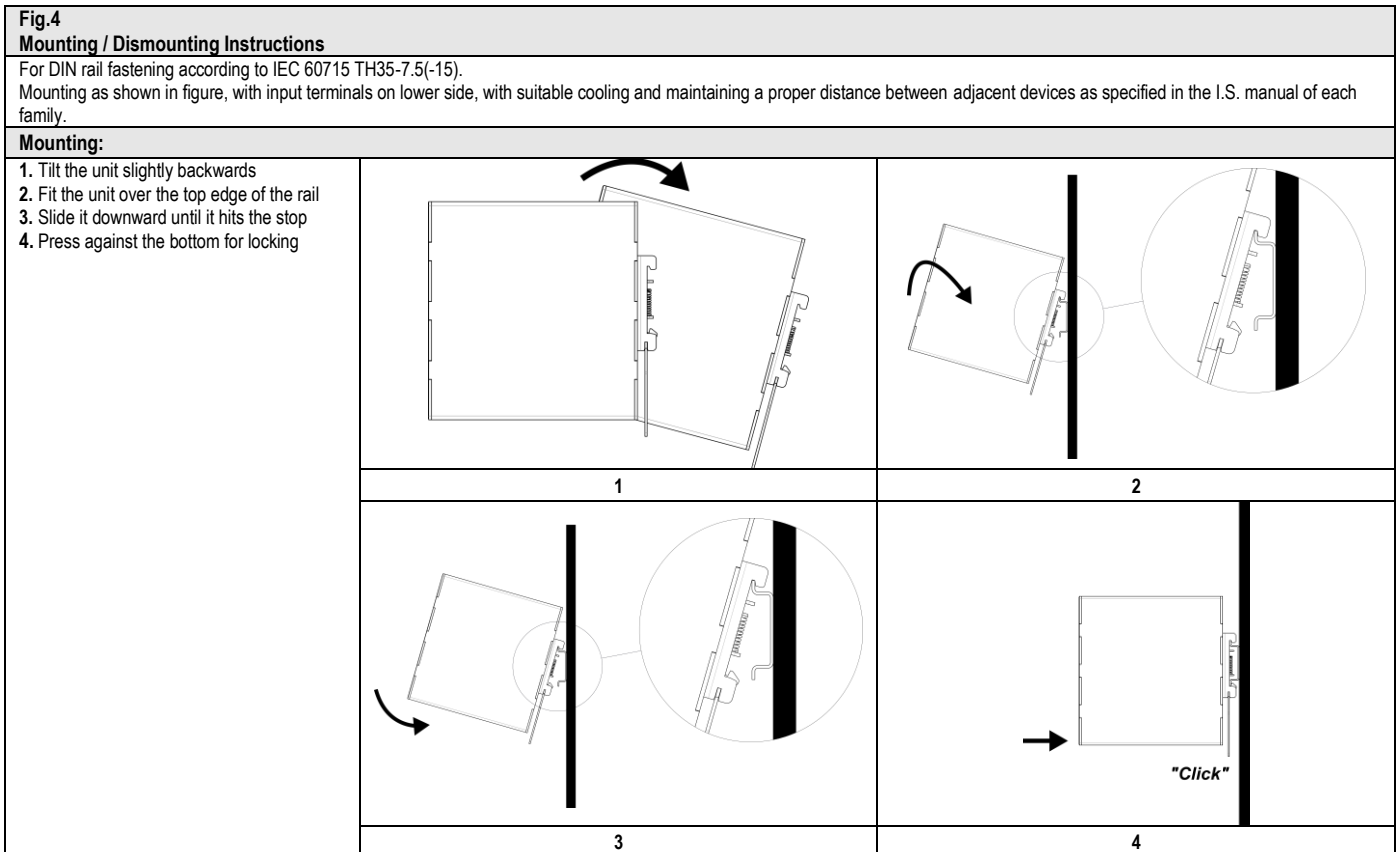 Fig.4
Mounting / Dismounting Instructions
For DIN rail fastening according to IEC 60715 TH35-7.5(-15).
Mounting as shown in figure, with input terminals on lower side, with suitable cooling and maintaining a proper distance between adjacent devices as specified in the I.S. manual of each
family.
Mounting:
1. Tilt the unit slightly backwards
2. Fit the unit over the top edge of the rail
3. Slide it downward until it hits the stop
4. Press against the bottom for locking
1
2
"Click"
3
4